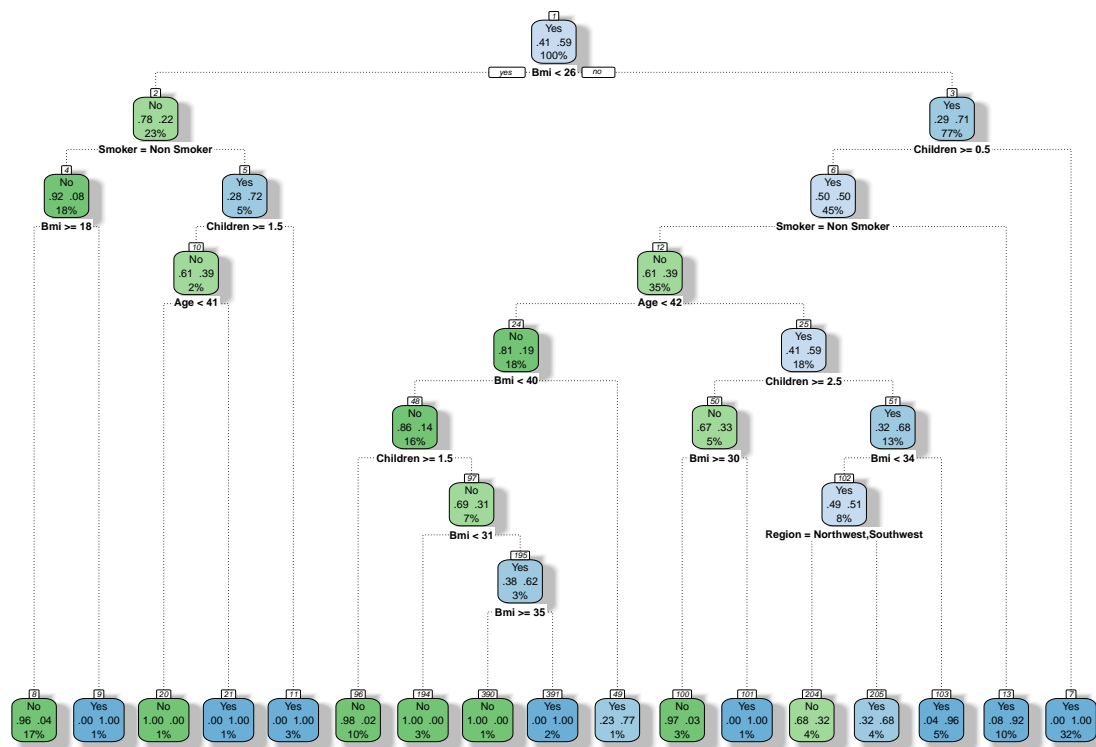 1
Yes
.41 .59
100%
yes Bmi < 26 no
2
No
.78 .22
23%
Smoker = Non Smoker
3
Yes
.29 .71
77%
Children >= 0.5
4
No
.92 .08
18%
Bmi >= 18
5
Yes
.28 .72
5%
Children >= 1.5
6
Yes
.50 .50
45%
Smoker = Non Smoker
10
No
.61 .39
2%
Age < 41
12
No
.61 .39
35%
Age < 42
24
No
.81 .19
18%
Bmi < 40
25
Yes
.41 .59
18%
Children >= 2.5
48
No
.86 .14
16%
Children >= 1.5
50
No
.67 .33
5%
Bmi >= 30
51
Yes
.32 .68
13%
Bmi < 34
97
No
.69 .31
7%
Bmi < 31
102
Yes
.49 .51
8%
Region = Northwest,Southwest
195
Yes
.38 .62
3%
Bmi >= 35
8
No
.96 .04
17%
9
Yes
.00 1.00
1%
20
No
1.00 .00
1%
21
Yes
.00 1.00
1%
11
Yes
.00 1.00
3%
96
No
.98 .02
10%
194
No
1.00 .00
3%
390
No
1.00 .00
1%
391
Yes
.00 1.00
2%
49
Yes
.23 .77
1%
100
No
.97 .03
3%
101
Yes
.00 1.00
1%
204
No
.68 .32
4%
205
Yes
.32 .68
4%
103
Yes
.04 .96
5%
13
Yes
.08 .92
10%
7
Yes
.00 1.00
32%